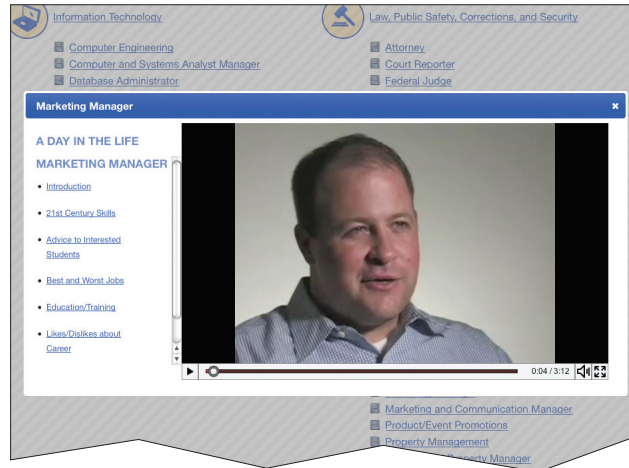 Information Technology
Law, Public Safety, Corrections, and Security
Computer Engineering
Attorney
Computer and Systems Analyst Manager
Court Reporter
Database Administrator
Federal Judge
Marketing Manager
A DAY IN THE LIFE
MARKETING MANAGER
Introduction
21st Century Skills
Advice to Interested
Students
Best and Worst Jobs
Education/Training
Likes/Dislikes about
Career
0:04 / 3:12
Marketing and Communication Manager
Product/Event Promotions
Property Management
Property Manager